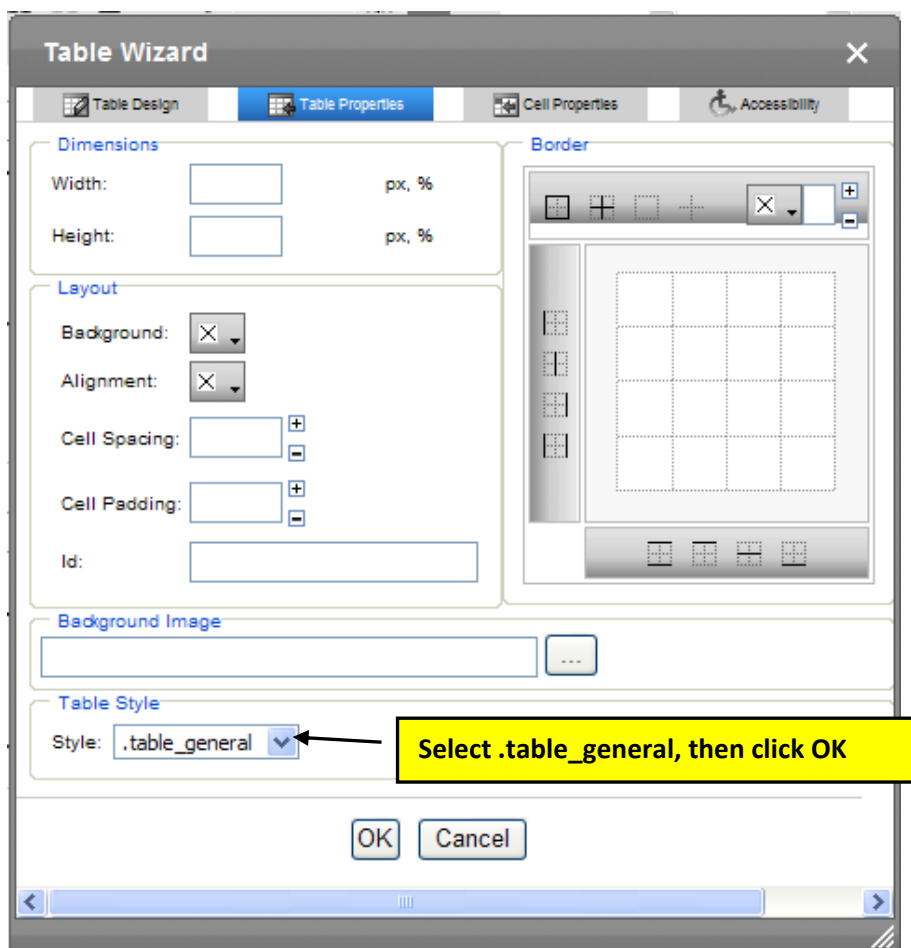 Table Wizard
Table Design
Table Properties
Cell Properties
Accessibility
Dimensions
Width:
px, %
Height:
px, %
Border
Layout
Background:
Alignment:
Cell Spacing:
Cell Padding:
Id:
Background Image
...
Table Style
Style:
.table_general
Select .table_general, then click OK
OK
Cancel